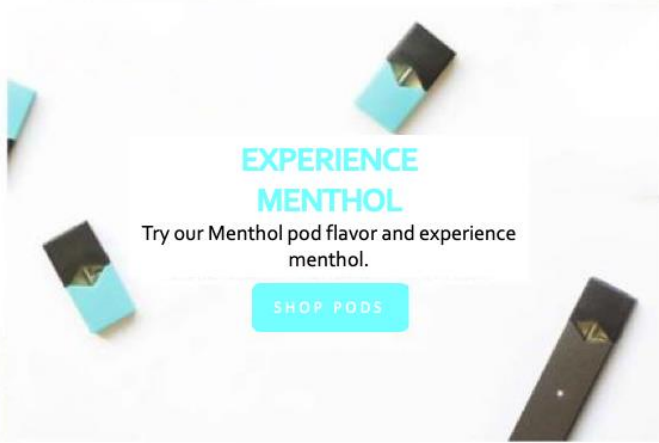 EXPERIENCE
MENTHOL
Try our Menthol pod flavor and experience
menthol.
SHOP PODS